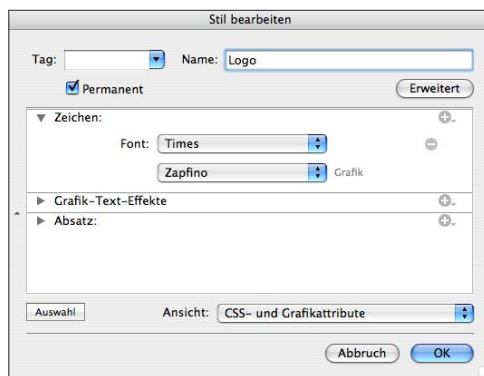 Stil bearbeiten
Tag: Name: Logo
Permanent Erweitert
Zeichen:
Font: Times
Zapfino Grafik
Grafik-Text-Effekte
Absatz:
Auswahl Ansicht: CSS- und Grafikattribute
Abbruch OK